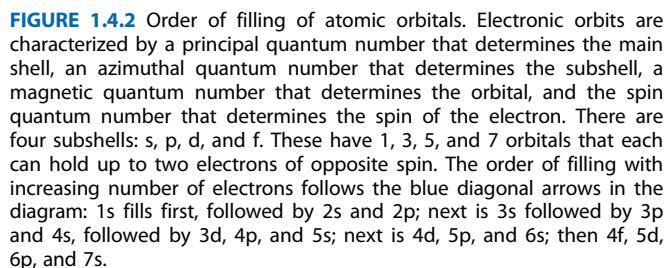 FIGURE 1.4.2 Order of filling of atomic orbitals. Electronic orbits are
characterized by a principal quantum number that determines the main
shell, an azimuthal quantum number that determines the subshell, a
magnetic quantum number that determines the orbital, and the spin
quantum number that determines the spin of the electron. There are
four subshells: s, p, d, and f. These have 1, 3, 5, and 7 orbitals that each
can hold up to two electrons of opposite spin. The order of filling with
increasing number of electrons follows the blue diagonal arrows in the
diagram: 1s fills first, followed by 2s and 2p; next is 3s followed by 3p
and 4s, followed by 3d, 4p, and 5s; next is 4d, 5p, and 6s; then 4f, 5d,
6p, and 7s.